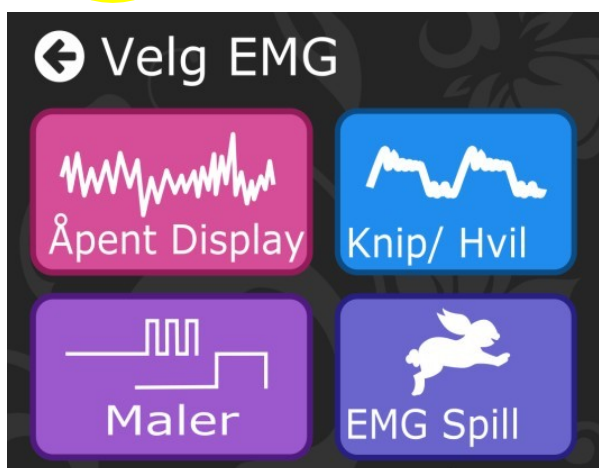 Velg EMG
Åpent Display
Knip/ Hvil
Maler
EMG Spill